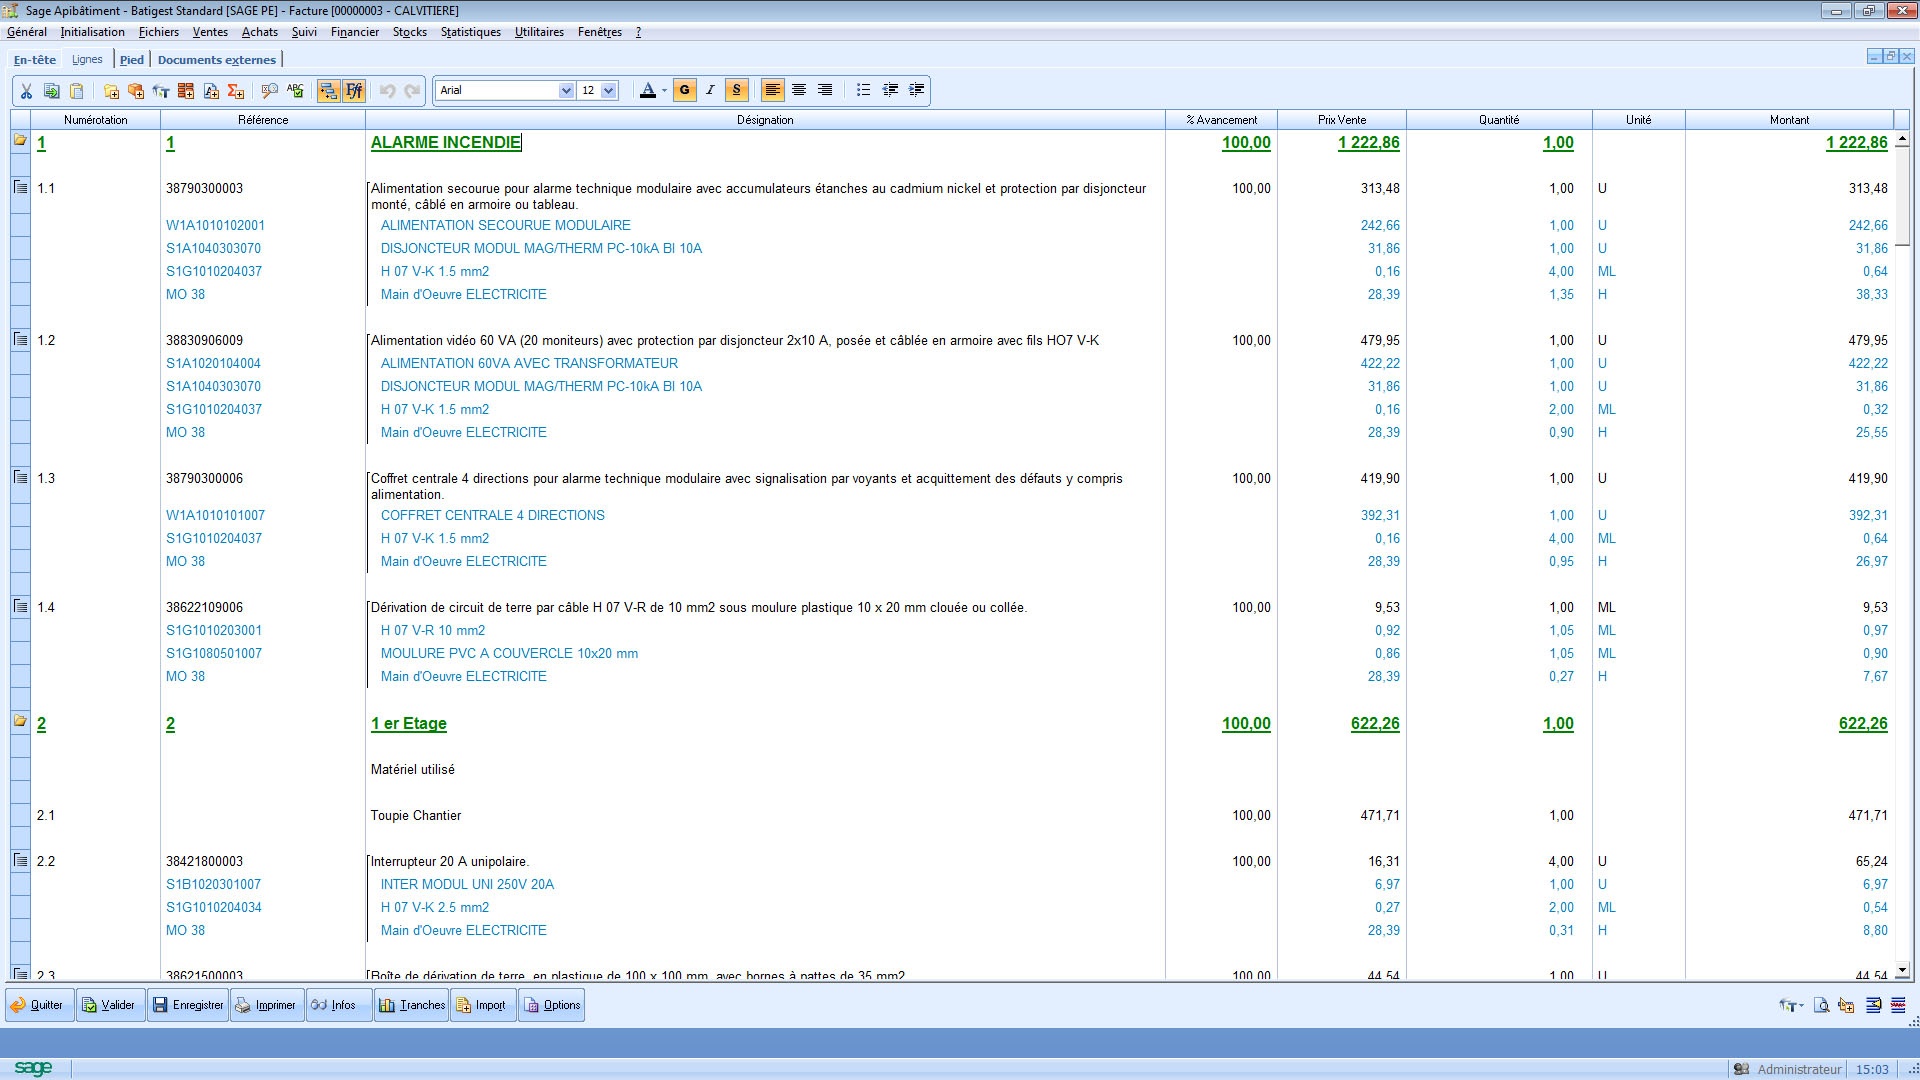 Sage Apibâtiment - Batigest Standard [SAGE PE] - Facture [00000003 - CALVITIERE]
Général Initialisation Fichiers Ventes Achats Suivi Financier Stocks Statistiques Utilitaires Fenêtres ?
En-tête Lignes Pied Documents externes
Arial 12 A G I S
Numérotation Référence Désignation % Avancement Prix Vente Quantité Unité Montant
1 1 ALARME INCENDIE 100,00 1 222,86 1,00 1 222,86
1.1 38790300003 Alimentation secourue pour alarme technique modulaire avec accumulateurs étanches au cadmium nickel et protection par disjoncteur 100,00 313,48 1,00 U 313,48
monté, câblé en armoire ou tableau.
W1A1010102001 ALIMENTATION SECOURUE MODULAIRE 242,66 1,00 U 242,66
S1A1040303070 DISJONCTEUR MODUL MAG/THERM PC-10kA BI 10A 31,86 1,00 U 31,86
S1G1010204037 H 07 V-K 1.5 mm2 0,16 4,00 ML 0,64
MO 38 Main d'Oeuvre ELECTRICITE 28,39 1,35 H 38,33
1.2 38830906009 Alimentation vidéo 60 VA (20 moniteurs) avec protection par disjoncteur 2x10 A, posée et câblée en armoire avec fils HO7 V-K 100,00 479,95 1,00 U 479,95
S1A1020104004 ALIMENTATION 60VA AVEC TRANSFORMATEUR 422,22 1,00 U 422,22
S1A1040303070 DISJONCTEUR MODUL MAG/THERM PC-10kA BI 10A 31,86 1,00 U 31,86
S1G1010204037 H 07 V-K 1.5 mm2 0,16 2,00 ML 0,32
MO 38 Main d'Oeuvre ELECTRICITE 28,39 0,90 H 25,55
1.3 38790300006 Coffret centrale 4 directions pour alarme technique modulaire avec signalisation par voyants et acquittement des défauts y compris 100,00 419,90 1,00 U 419,90
alimentation.
W1A1010101007 COFFRET CENTRALE 4 DIRECTIONS 392,31 1,00 U 392,31
S1G1010204037 H 07 V-K 1.5 mm2 0,16 4,00 ML 0,64
MO 38 Main d'Oeuvre ELECTRICITE 28,39 0,95 H 26,97
1.4 38622109006 Dérivation de circuit de terre par câble H 07 V-R de 10 mm2 sous moulure plastique 10 x 20 mm clouée ou collée. 100,00 9,53 1,00 ML 9,53
S1G1010203001 H 07 V-R 10 mm2 0,92 1,05 ML 0,97
S1G1080501007 MOULURE PVC A COUVERCLE 10x20 mm 0,86 1,05 ML 0,90
MO 38 Main d'Oeuvre ELECTRICITE 28,39 0,27 H 7,67
2 2 1 er Etage 100,00 622,26 1,00 622,26
Matériel utilisé
2.1 Toupie Chantier 100,00 471,71 1,00 471,71
2.2 38421800003 Interrupteur 20 A unipolaire. 100,00 16,31 4,00 U 65,24
S1B1020301007 INTER MODUL UNI 250V 20A 6,97 1,00 U 6,97
S1G1010204034 H 07 V-K 2.5 mm2 0,27 2,00 ML 0,54
MO 38 Main d'Oeuvre ELECTRICITE 28,39 0,31 H 8,80
2.3 38621500003 Boîte de dérivation de terre, en plastique de 100 x 100 mm, avec bornes à pattes de 35 mm2 100,00 44,54 1,00 U 44,54
Quitter Valider Enregistrer Imprimer Infos Tranches Import Options
sage Administrateur 15:03